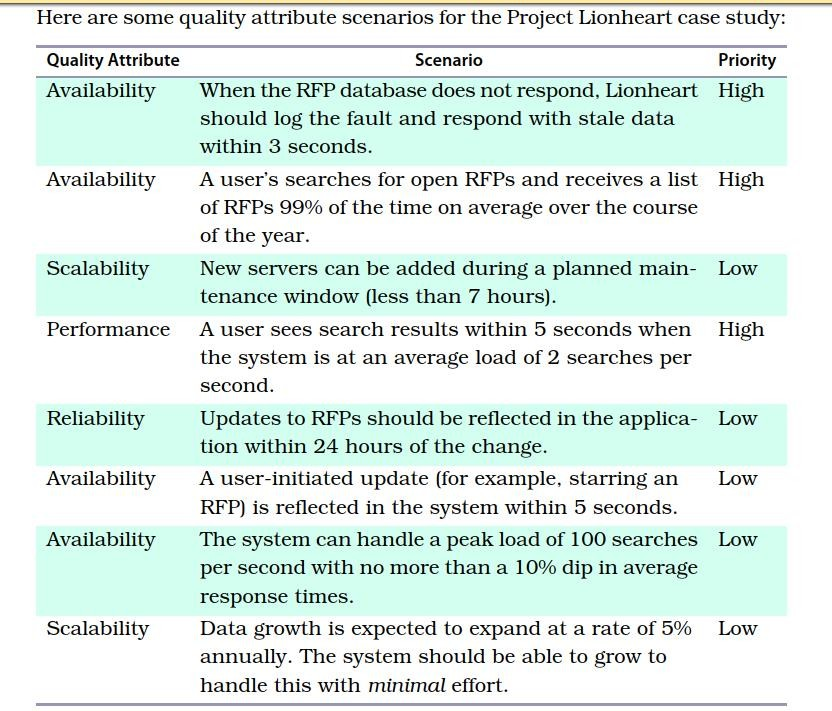 Here are some quality attribute scenarios for the Project Lionheart case study:
Quality Attribute Scenario Priority
Availability When the RFP database does not respond, Lionheart High
should log the fault and respond with stale data
within 3 seconds.
Availability A user's searches for open RFPs and receives a list High
of RFPs 99% of the time on average over the course
of the year.
Scalability New servers can be added during a planned main- Low
tenance window (less than 7 hours).
Performance A user sees search results within 5 seconds when High
the system is at an average load of 2 searches per
second.
Reliability Updates to RFPs should be reflected in the applica- Low
tion within 24 hours of the change.
Availability A user-initiated update (for example, starring an Low
RFP) is reflected in the system within 5 seconds.
Availability The system can handle a peak load of 100 searches Low
per second with no more than a 10% dip in average
response times.
Scalability Data growth is expected to expand at a rate of 5% Low
annually. The system should be able to grow to
handle this with minimal effort.